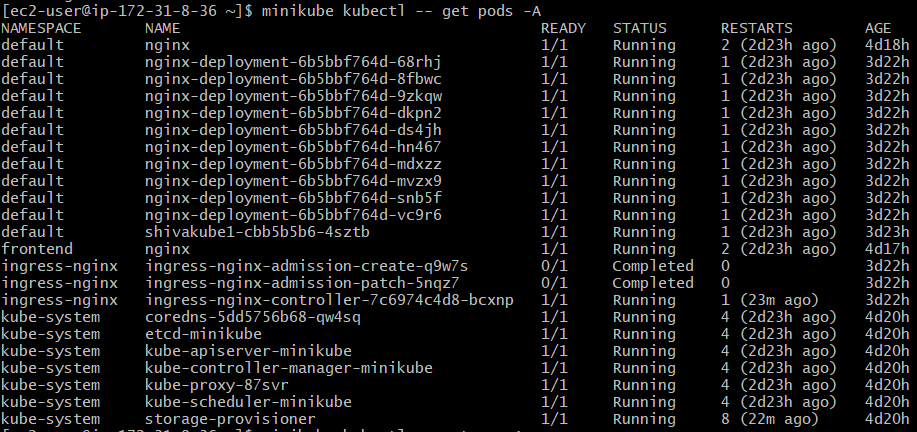 [ec2-user@ip-172-31-8-36 ~]$ minikube kubectl -- get pods -A
NAMESPACE NAME READY STATUS RESTARTS AGE
default nginx 1/1 Running 2 (2d23h ago) 4d18h
default nginx-deployment-6b5bbf764d-68rhj 1/1 Running 1 (2d23h ago) 3d22h
default nginx-deployment-6b5bbf764d-8fbwc 1/1 Running 1 (2d23h ago) 3d22h
default nginx-deployment-6b5bbf764d-9zkqw 1/1 Running 1 (2d23h ago) 3d22h
default nginx-deployment-6b5bbf764d-dkpn2 1/1 Running 1 (2d23h ago) 3d22h
default nginx-deployment-6b5bbf764d-ds4jh 1/1 Running 1 (2d23h ago) 3d22h
default nginx-deployment-6b5bbf764d-hn467 1/1 Running 1 (2d23h ago) 3d22h
default nginx-deployment-6b5bbf764d-mdxzz 1/1 Running 1 (2d23h ago) 3d22h
default nginx-deployment-6b5bbf764d-mvzx9 1/1 Running 1 (2d23h ago) 3d22h
default nginx-deployment-6b5bbf764d-snb5f 1/1 Running 1 (2d23h ago) 3d22h
default nginx-deployment-6b5bbf764d-vc9r6 1/1 Running 1 (2d23h ago) 3d22h
default shivakube1-cbb5b5b6-4sztb 1/1 Running 1 (2d23h ago) 3d23h
frontend nginx 1/1 Running 2 (2d23h ago) 4d17h
ingress-nginx ingress-nginx-admission-create-q9w7s 0/1 Completed 0 3d22h
ingress-nginx ingress-nginx-admission-patch-5nqz7 0/1 Completed 0 3d22h
ingress-nginx ingress-nginx-controller-7c6974c4d8-bcxnp 1/1 Running 1 (23m ago) 3d22h
kube-system coredns-5dd5756b68-qw4sq 1/1 Running 4 (2d23h ago) 4d20h
kube-system etcd-minikube 1/1 Running 4 (2d23h ago) 4d20h
kube-system kube-apiserver-minikube 1/1 Running 4 (2d23h ago) 4d20h
kube-system kube-controller-manager-minikube 1/1 Running 4 (2d23h ago) 4d20h
kube-system kube-proxy-87svr 1/1 Running 4 (2d23h ago) 4d20h
kube-system kube-scheduler-minikube 1/1 Running 4 (2d23h ago) 4d20h
kube-system storage-provisioner 1/1 Running 8 (22m ago) 4d20h